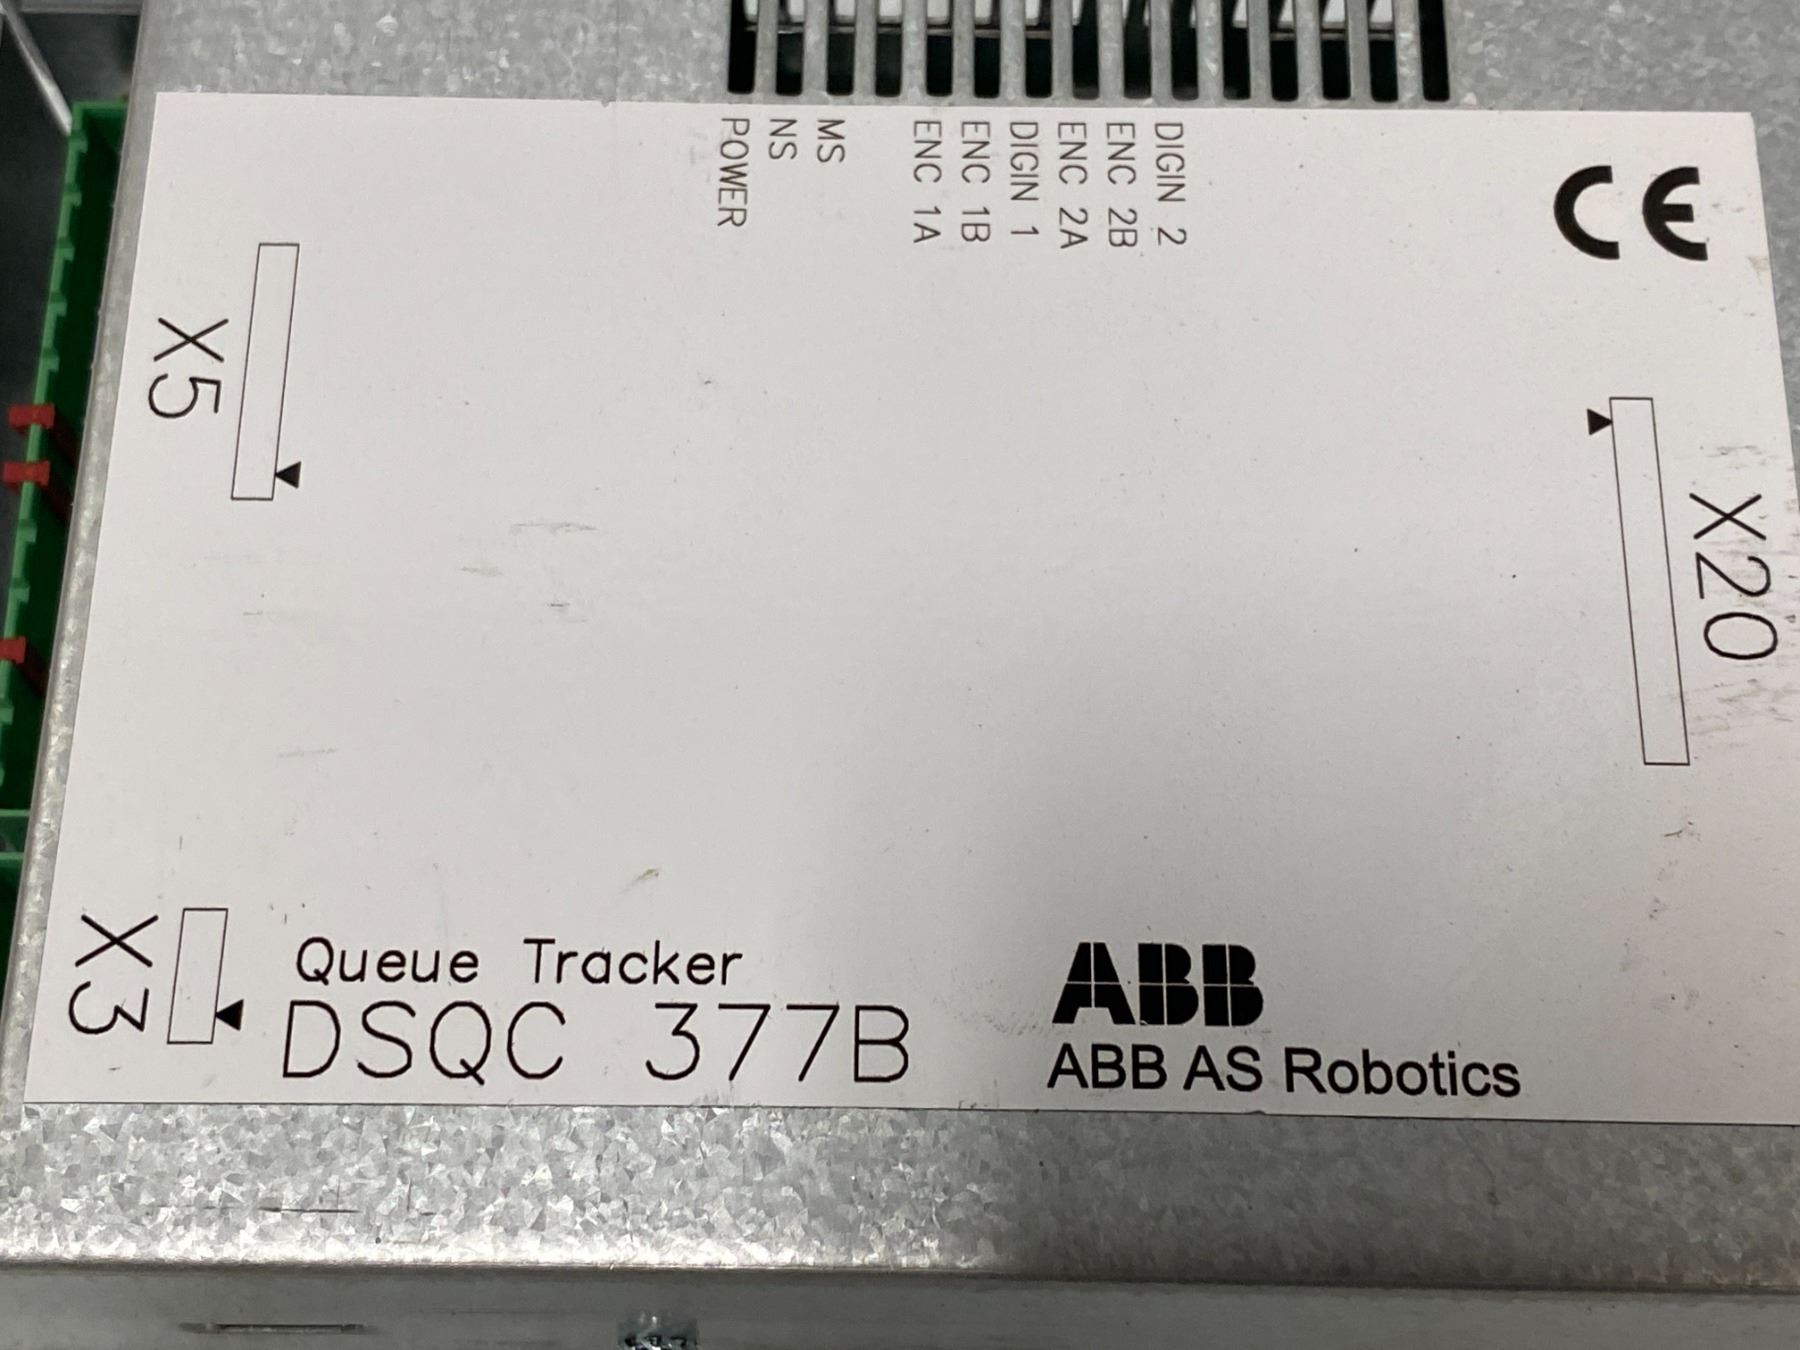 POWER
NS
MS
ENC 1A
ENC 1B
DIGIN 1
ENC 2A
ENC 2B
DIGIN 2
CE
X5
X20
X3
Queue Tracker
DSQC 377B
ABB
ABB AS Robotics